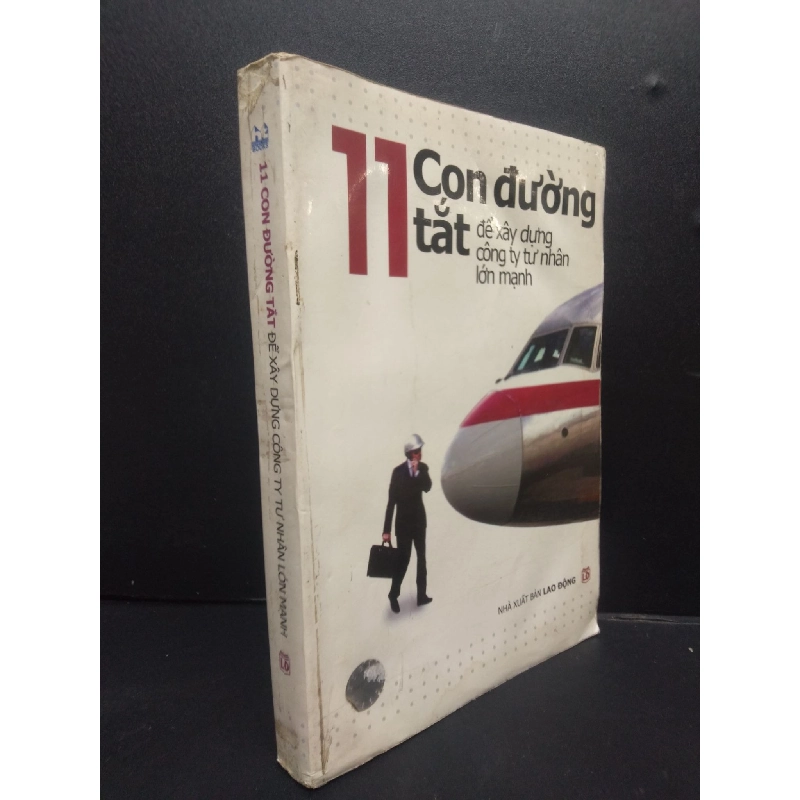 11 Con đường
tắt để xây dựng
công ty tư nhân
lớn mạnh
NHÀ XUẤT BẢN LAO ĐỘNG
11 CON ĐƯỜNG TẮT ĐỂ XÂY DỰNG CÔNG TY TƯ NHÂN LỚN MẠNH